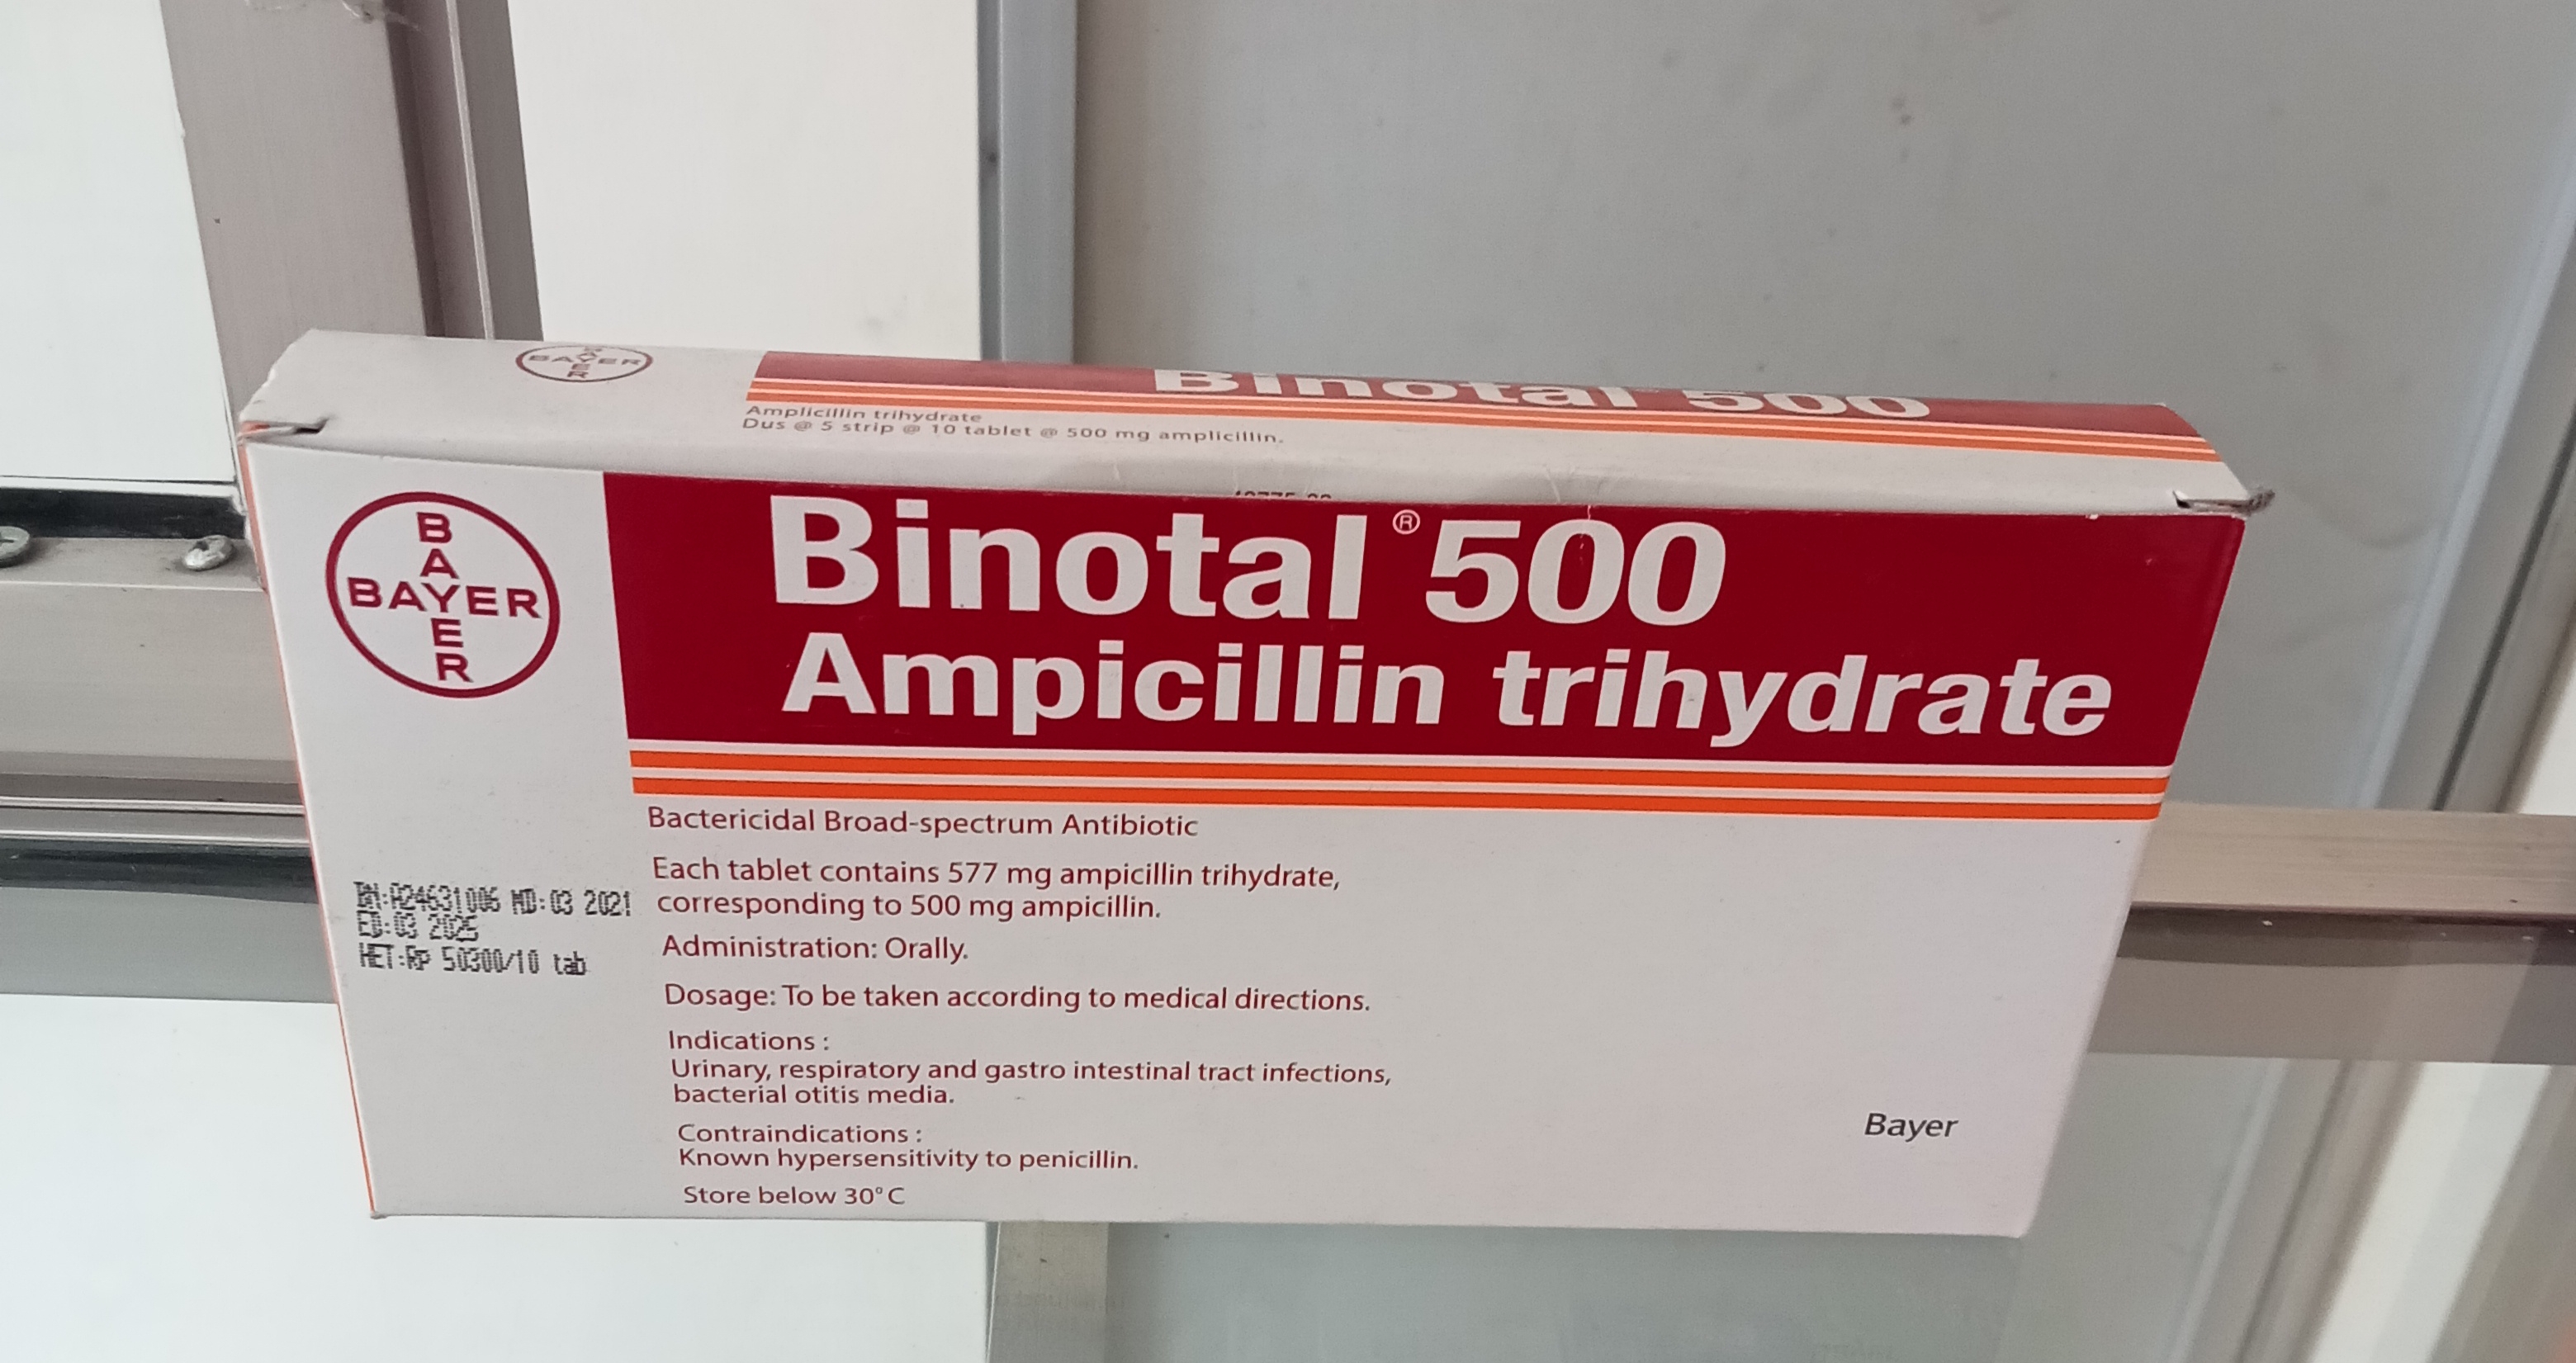 BAYER
BAYER
Binotal 500
Amplicillin trihydrate
Dus @ 5 strip @ 10 tablet @ 500 mg amplicillin.
BAYER
BAYER
Binotal® 500
Ampicillin trihydrate
Bactericidal Broad-spectrum Antibiotic
Each tablet contains 577 mg ampicillin trihydrate,
corresponding to 500 mg ampicillin.
BN:A24631006 MD:03 2021
ED:03 2025
HET:Rp 50300/10 tab
Administration: Orally.
Dosage: To be taken according to medical directions.
Indications :
Urinary, respiratory and gastro intestinal tract infections,
bacterial otitis media.
Contraindications :
Known hypersensitivity to penicillin.
Store below 30°C
Bayer